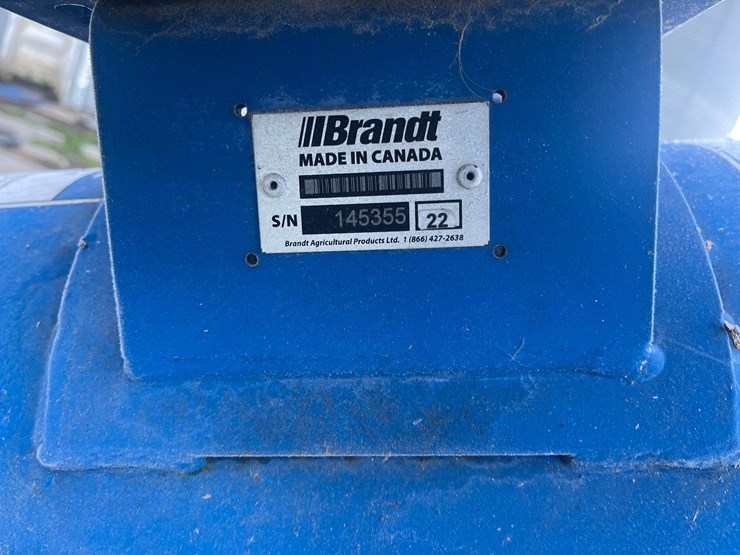 Brandt
MADE IN CANADA
S/N 145355 22
Brandt Agricultural Products Ltd. 1 (866) 427-2638